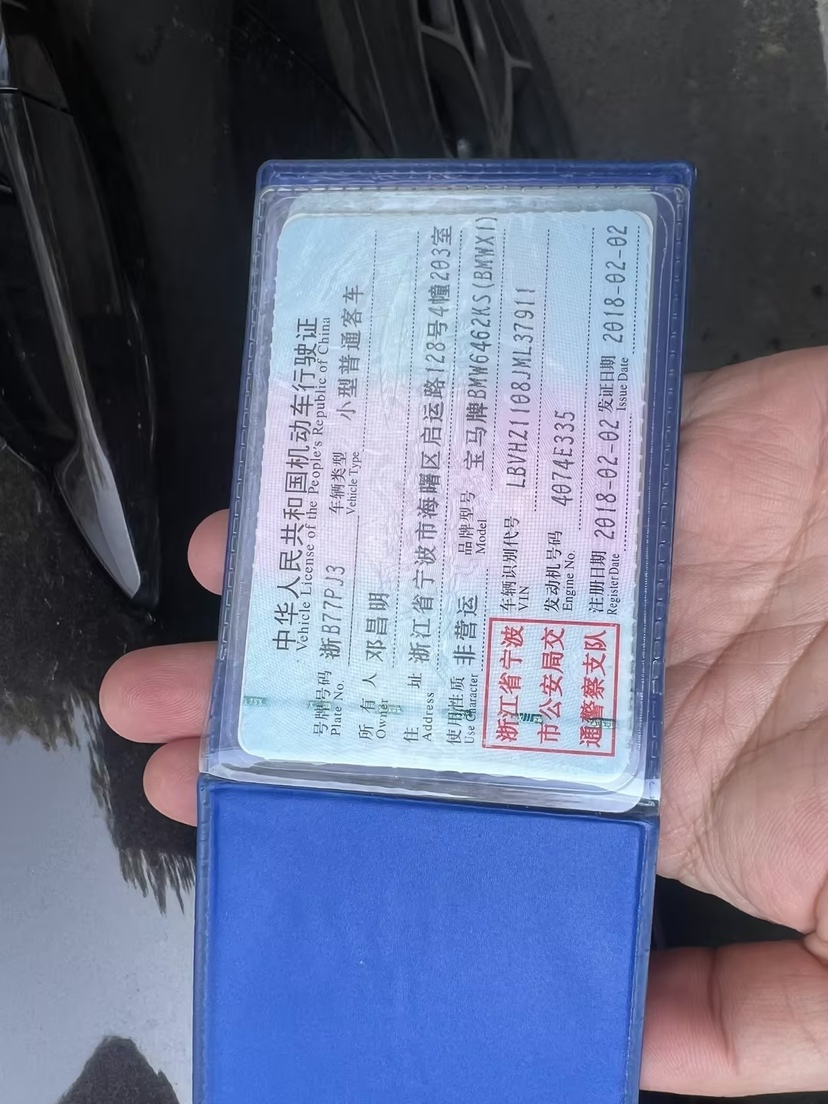 中华人民共和国机动车行驶证
Vehicle License of the People's Republic of China
号牌号码 浙B77PJ3 车辆类型 小型普通客车
Plate No. Vehicle Type
所有人 邓昌明
Owner
住址 浙江省宁波市海曙区启运路128号4幢203室
Address
使用性质 非营运 品牌型号 宝马牌BMW6462KS(BMWX1)
Use Character Model
浙江省宁波
市公安局交
通警察支队
车辆识别代号 LBVHZ1108JML37911
VIN
发动机号码 4074E335
Engine No.
注册日期 2018-02-02 发证日期 2018-02-02
Register Date Issue Date